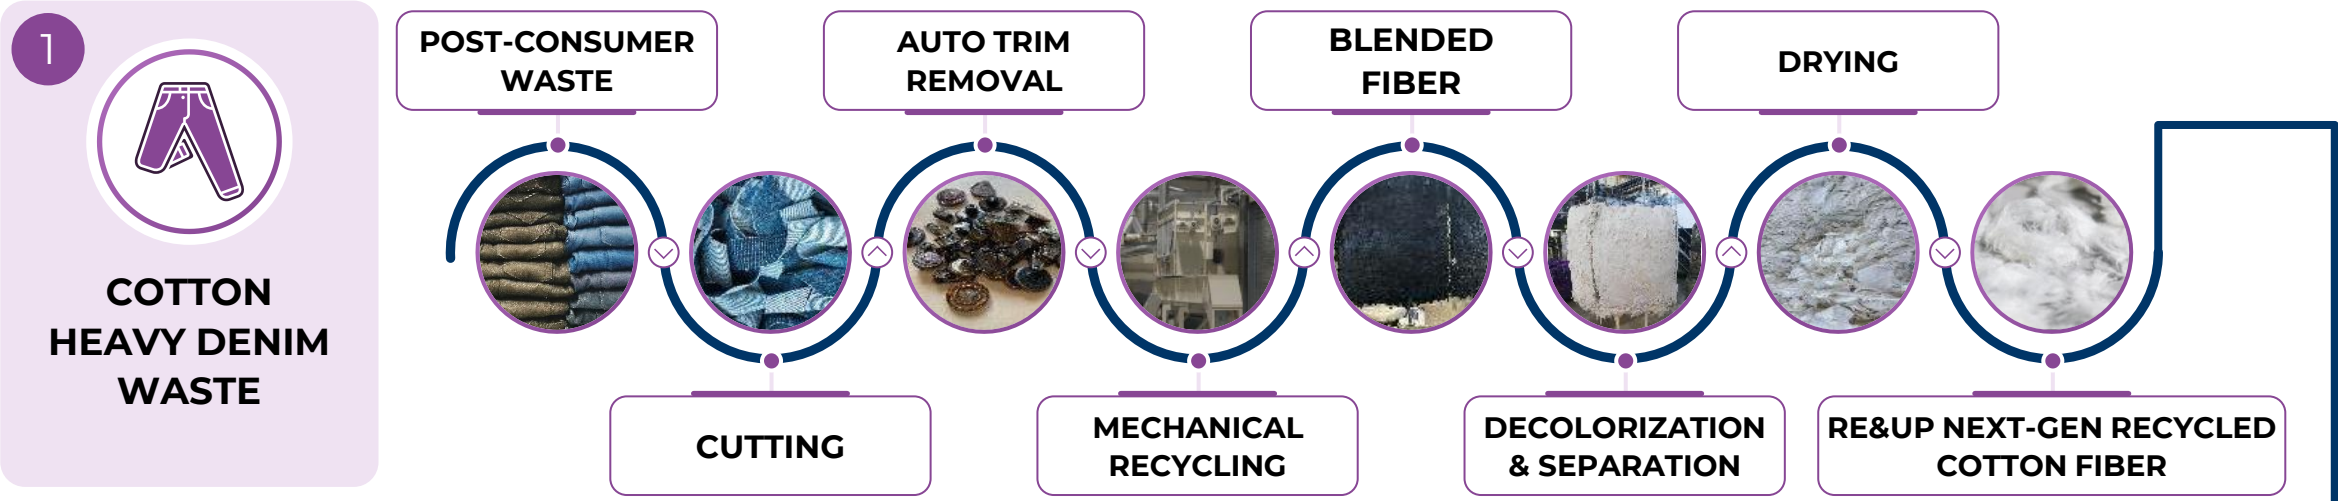 1
COTTON
HEAVY DENIM
WASTE
POST-CONSUMER
WASTE
CUTTING
AUTO TRIM
REMOVAL
MECHANICAL
RECYCLING
BLENDED
FIBER
DECOLORIZATION
& SEPARATION
DRYING
RE&UP NEXT-GEN RECYCLED
COTTON FIBER